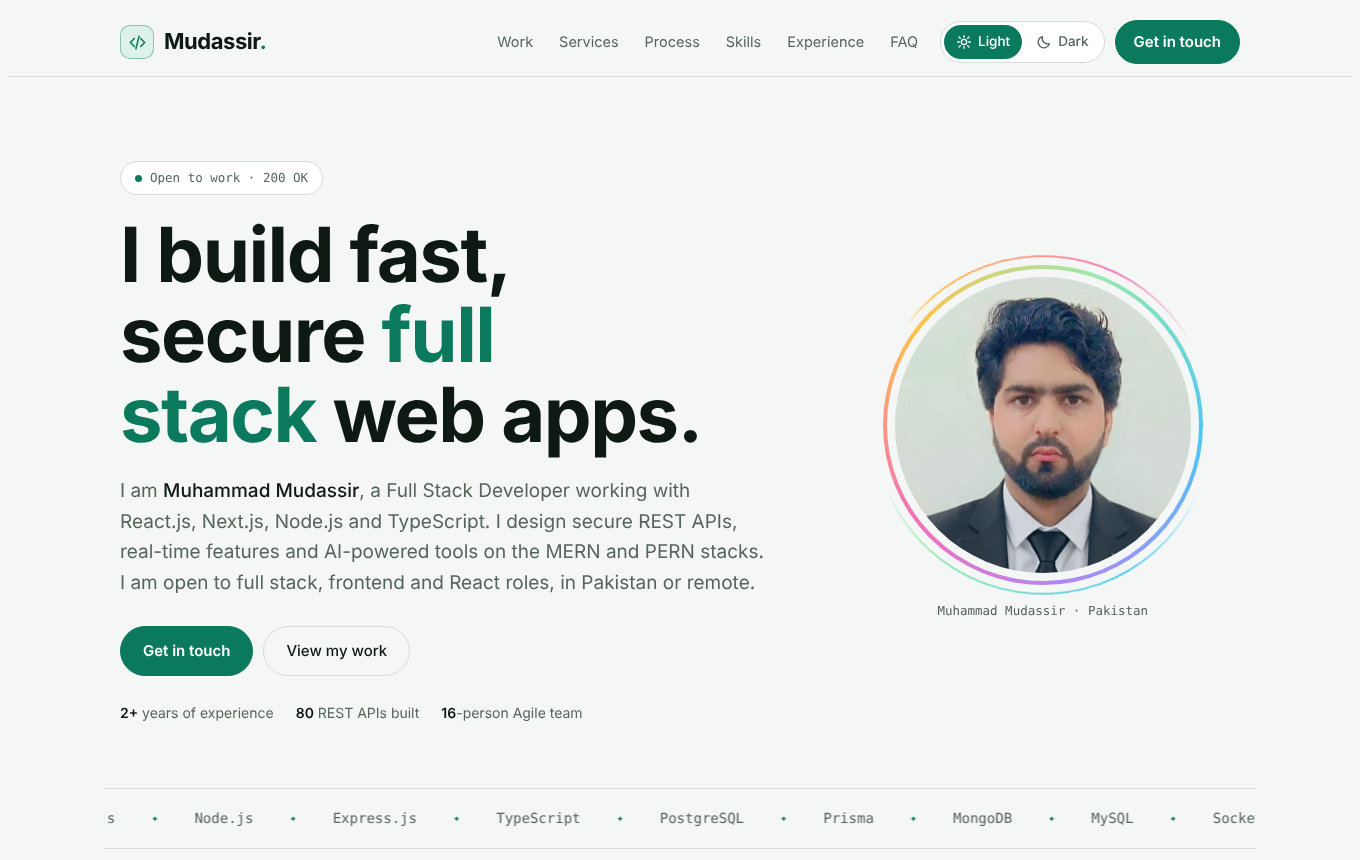 Mudassir.
Work Services Process Skills Experience FAQ
Light Dark
Get in touch
Open to work · 200 OK
I build fast,
secure full
stack web apps.
I am Muhammad Mudassir, a Full Stack Developer working with
React.js, Next.js, Node.js and TypeScript. I design secure REST APIs,
real-time features and AI-powered tools on the MERN and PERN stacks.
I am open to full stack, frontend and React roles, in Pakistan or remote.
Get in touch
View my work
2+ years of experience 80 REST APIs built 16-person Agile team
Muhammad Mudassir · Pakistan
s ✦ Node.js ✦ Express.js ✦ TypeScript ✦ PostgreSQL ✦ Prisma ✦ MongoDB ✦ MySQL ✦ Socke